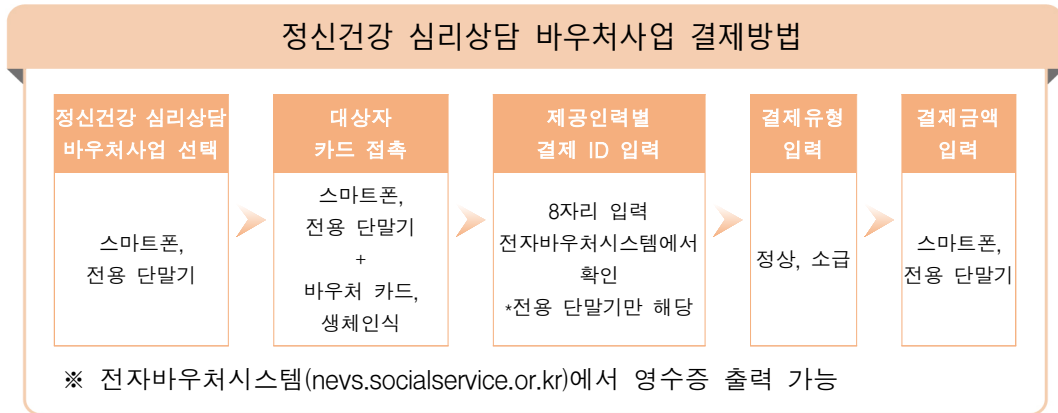 정신건강 심리상담 바우처사업 결제방법
정신건강 심리상담
바우처사업 선택
스마트폰,
전용 단말기
대상자
카드 접촉
스마트폰,
전용 단말기
+
바우처 카드,
생체인식
제공인력별
결제 ID 입력
8자리 입력
전자바우처시스템에서
확인
*전용 단말기만 해당
결제유형
입력
정상, 소급
결제금액
입력
스마트폰,
전용 단말기
※ 전자바우처시스템(nevs.socialservice.or.kr)에서 영수증 출력 가능